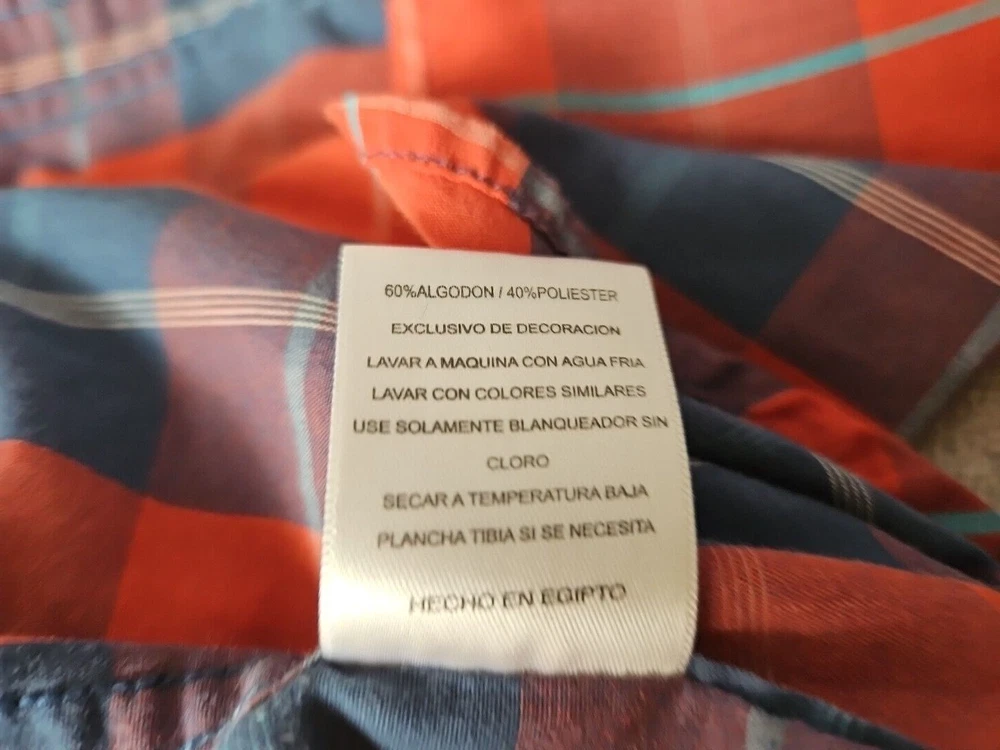 60%ALGODON / 40%POLIESTER
EXCLUSIVO DE DECORACION
LAVAR A MAQUINA CON AGUA FRIA
LAVAR CON COLORES SIMILARES
USE SOLAMENTE BLANQUEADOR SIN
CLORO
SECAR A TEMPERATURA BAJA
PLANCHA TIBIA SI SE NECESITA
HECHO EN EGIPTO